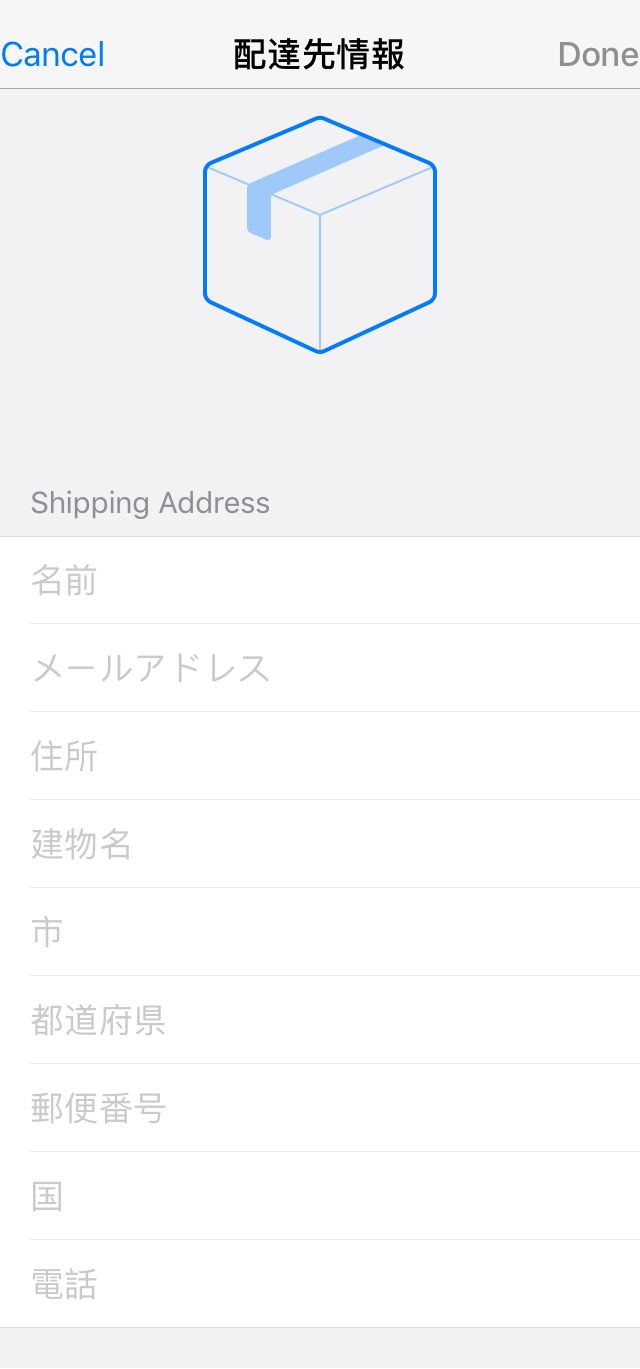 Cancel 配達先情報 Done
Shipping Address
名前
メールアドレス
住所
建物名
市
都道府県
郵便番号
国
電話